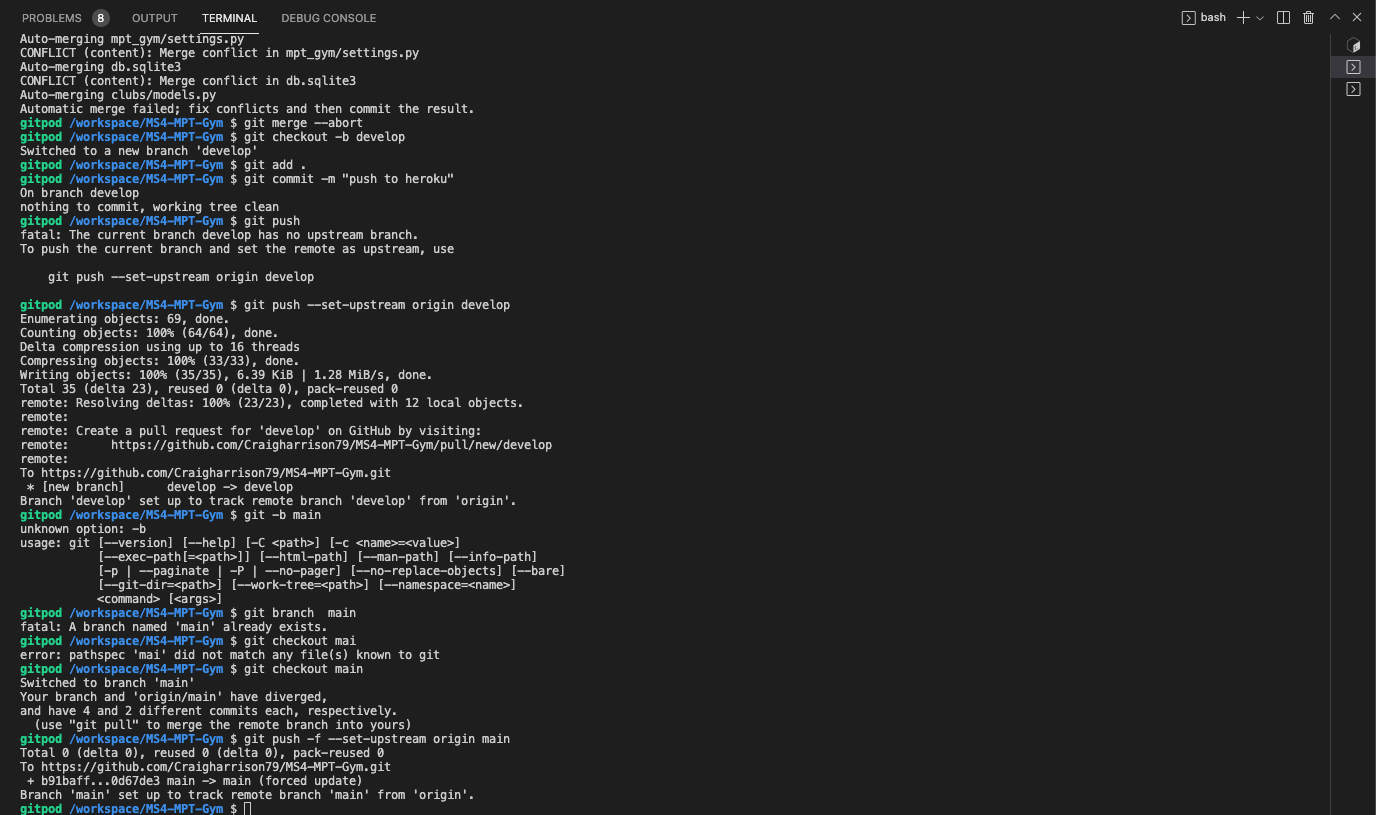 PROBLEMS 8 OUTPUT TERMINAL DEBUG CONSOLE bash
Auto-merging mpt_gym/settings.py
CONFLICT (content): Merge conflict in mpt_gym/settings.py
Auto-merging db.sqlite3
CONFLICT (content): Merge conflict in db.sqlite3
Auto-merging clubs/models.py
Automatic merge failed; fix conflicts and then commit the result.
gitpod /workspace/MS4-MPT-Gym $ git merge --abort
gitpod /workspace/MS4-MPT-Gym $ git checkout -b develop
Switched to a new branch 'develop'
gitpod /workspace/MS4-MPT-Gym $ git add .
gitpod /workspace/MS4-MPT-Gym $ git commit -m "push to heroku"
On branch develop
nothing to commit, working tree clean
gitpod /workspace/MS4-MPT-Gym $ git push
fatal: The current branch develop has no upstream branch.
To push the current branch and set the remote as upstream, use
    git push --set-upstream origin develop
gitpod /workspace/MS4-MPT-Gym $ git push --set-upstream origin develop
Enumerating objects: 69, done.
Counting objects: 100% (64/64), done.
Delta compression using up to 16 threads
Compressing objects: 100% (33/33), done.
Writing objects: 100% (35/35), 6.39 KiB | 1.28 MiB/s, done.
Total 35 (delta 23), reused 0 (delta 0), pack-reused 0
remote: Resolving deltas: 100% (23/23), completed with 12 local objects.
remote:
remote: Create a pull request for 'develop' on GitHub by visiting:
remote:      https://github.com/Craigharrison79/MS4-MPT-Gym/pull/new/develop
remote:
To https://github.com/Craigharrison79/MS4-MPT-Gym.git
 * [new branch]      develop -> develop
Branch 'develop' set up to track remote branch 'develop' from 'origin'.
gitpod /workspace/MS4-MPT-Gym $ git -b main
unknown option: -b
usage: git [--version] [--help] [-C <path>] [-c <name>=<value>]
           [--exec-path[=<path>]] [--html-path] [--man-path] [--info-path]
           [-p | --paginate | -P | --no-pager] [--no-replace-objects] [--bare]
           [--git-dir=<path>] [--work-tree=<path>] [--namespace=<name>]
           <command> [<args>]
gitpod /workspace/MS4-MPT-Gym $ git branch  main
fatal: A branch named 'main' already exists.
gitpod /workspace/MS4-MPT-Gym $ git checkout mai
error: pathspec 'mai' did not match any file(s) known to git
gitpod /workspace/MS4-MPT-Gym $ git checkout main
Switched to branch 'main'
Your branch and 'origin/main' have diverged,
and have 4 and 2 different commits each, respectively.
  (use "git pull" to merge the remote branch into yours)
gitpod /workspace/MS4-MPT-Gym $ git push -f --set-upstream origin main
Total 0 (delta 0), reused 0 (delta 0), pack-reused 0
To https://github.com/Craigharrison79/MS4-MPT-Gym.git
 + b91baff...0d67de3 main -> main (forced update)
Branch 'main' set up to track remote branch 'main' from 'origin'.
gitpod /workspace/MS4-MPT-Gym $